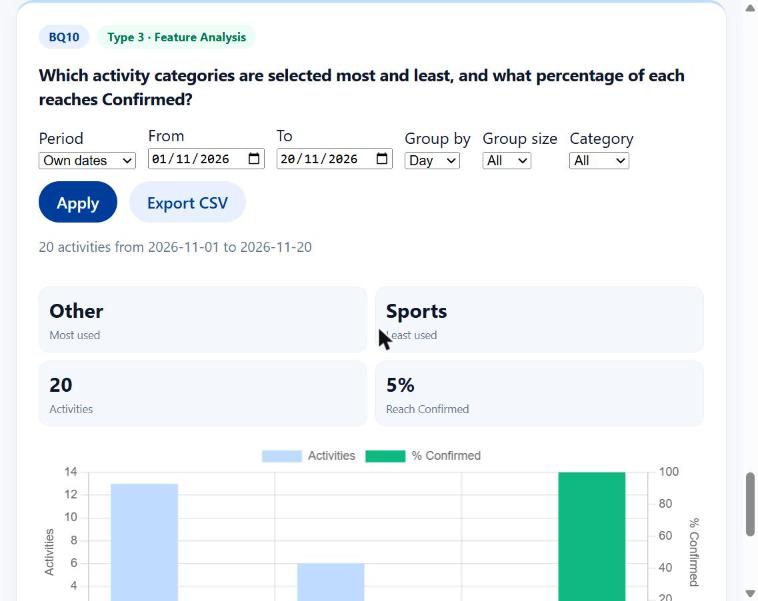 BQ10
Type 3 · Feature Analysis
Which activity categories are selected most and least, and what percentage of each
reaches Confirmed?
Period From To Group by Group size Category
Own dates 01/11/2026 20/11/2026 Day All All
Apply Export CSV
20 activities from 2026-11-01 to 2026-11-20
Other
Most used
Sports
Least used
20
Activities
5%
Reach Confirmed
Activities % Confirmed
14
12
10
8
6
4
Activities
100
80
60
40
20
% Confirmed